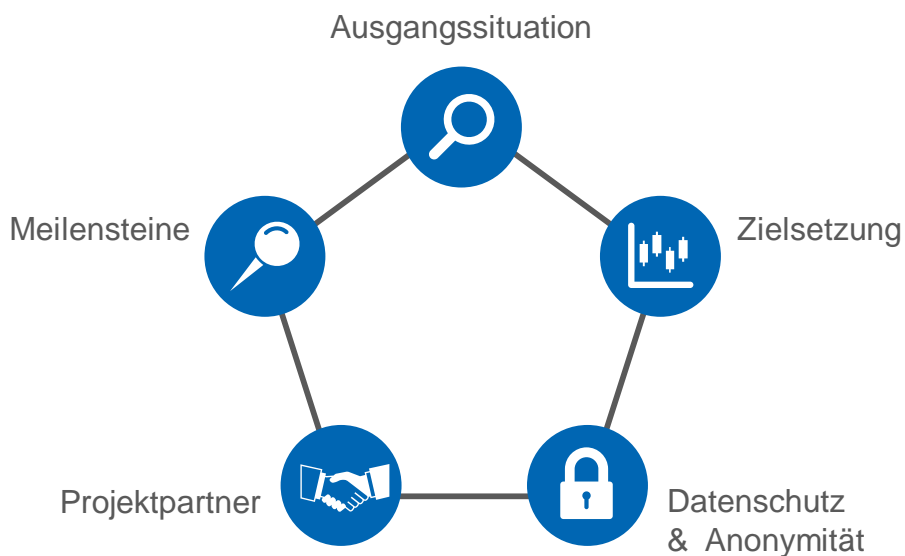 Ausgangssituation
Meilensteine
Zielsetzung
Projektpartner
Datenschutz
& Anonymität